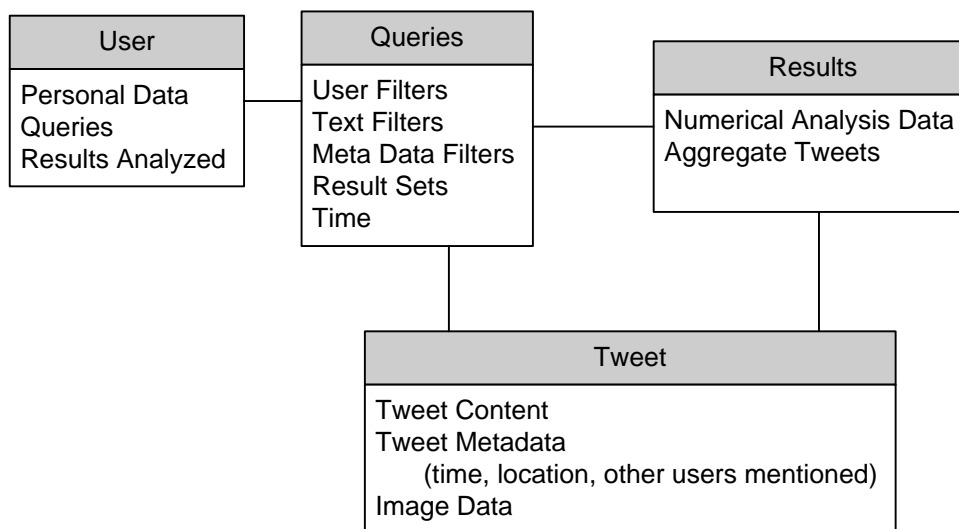 User
Personal Data
Queries
Results Analyzed
Queries
User Filters
Text Filters
Meta Data Filters
Result Sets
Time
Results
Numerical Analysis Data
Aggregate Tweets
Tweet
Tweet Content
Tweet Metadata
(time, location, other users mentioned)
Image Data